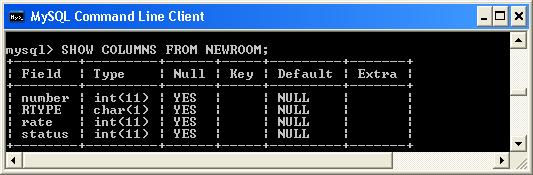 MySQL Command Line Client
mysql> SHOW COLUMNS FROM NEWROOM;
+--------+---------+------+-----+---------+-------+
| Field  | Type    | Null | Key | Default | Extra |
+--------+---------+------+-----+---------+-------+
| number | int(11) | YES  |     | NULL    |       |
| RTYPE  | char(1) | YES  |     | NULL    |       |
| rate   | int(11) | YES  |     | NULL    |       |
| status | int(11) | YES  |     | NULL    |       |
+--------+---------+------+-----+---------+-------+